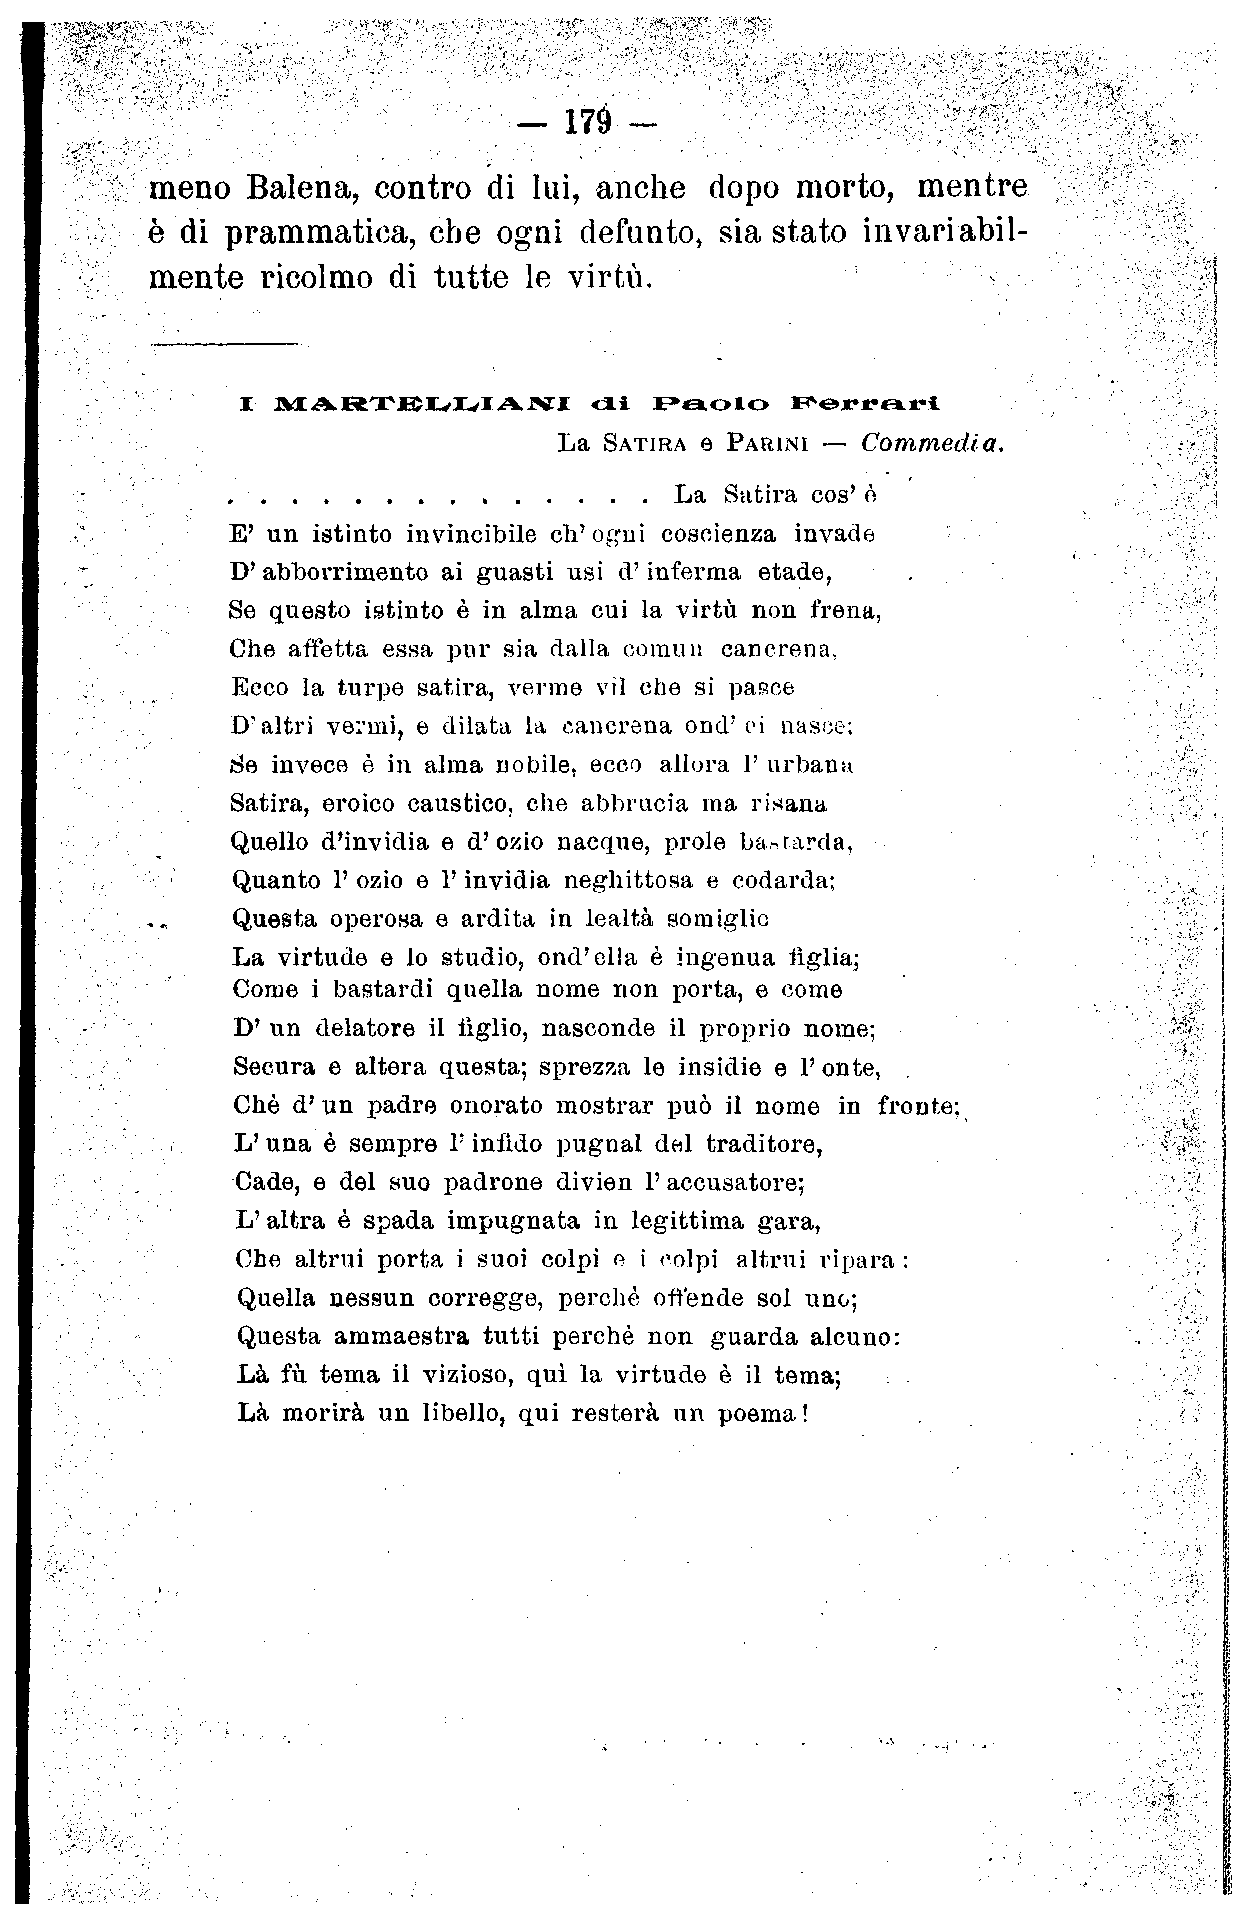 — 179 —
meno Balena, contro di lui, anche dopo morto, mentre
è di prammatica, che ogni defunto, sia stato invariabil-
mente ricolmo di tutte le virtù.
I MARTELLIANI di Paolo Ferrari
La SATIRA e PARINI — Commedia.
. . . . . . . . . . . . . . La Satira cos' è
E' un istinto invincibile ch' ogni coscienza invade
D' abborrimento ai guasti usi d' inferma etade,
Se questo istinto è in alma cui la virtù non frena,
Che affetta essa pur sia dalla comun cancrena,
Ecco la turpe satira, verme vil che si pasce
D'altri vermi, e dilata la cancrena ond' ei nasce;
Se invece è in alma nobile, ecco allora l' urbana
Satira, eroico caustico, che abbrucia ma risana
Quello d'invidia e d' ozio nacque, prole bastarda,
Quanto l' ozio e l' invidia neghittosa e codarda;
Questa operosa e ardita in lealtà somiglio
La virtude e lo studio, ond'ella è ingenua figlia;
Come i bastardi quella nome non porta, e come
D' un delatore il figlio, nasconde il proprio nome;
Secura e altera questa; sprezza le insidie e l' onte,
Chè d' un padre onorato mostrar può il nome in fronte;
L' una è sempre l' infido pugnal del traditore,
Cade, e del suo padrone divien l' accusatore;
L' altra è spada impugnata in legittima gara,
Che altrui porta i suoi colpi e i colpi altrui ripara:
Quella nessun corregge, perchè offende sol uno;
Questa ammaestra tutti perchè non guarda alcuno:
Là fù tema il vizioso, quì la virtude è il tema;
Là morirà un libello, qui resterà un poema!